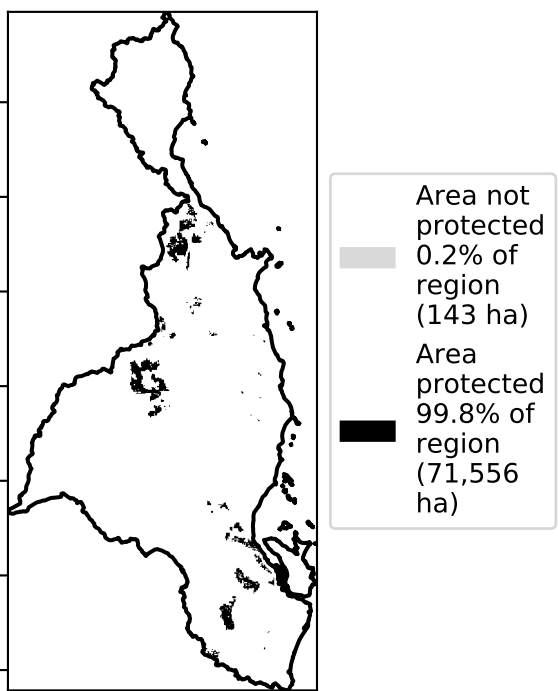 Area not
protected
0.2% of
region
(143 ha)
Area
protected
99.8% of
region
(71,556
ha)